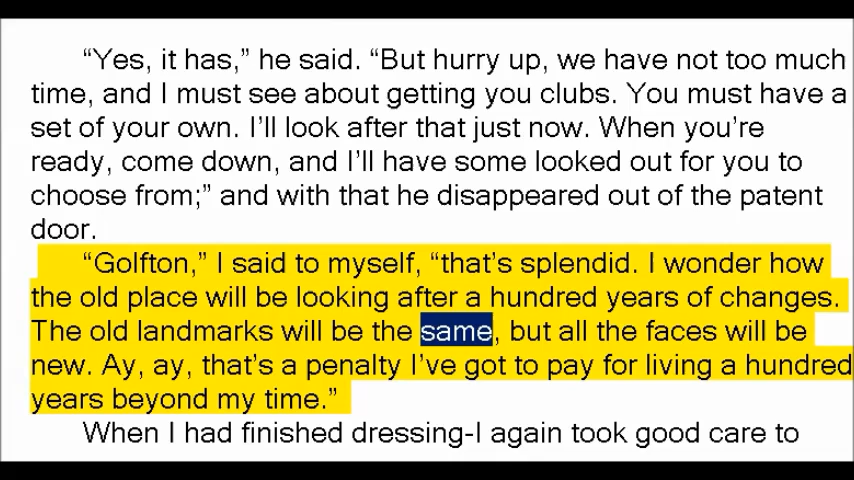 “Yes, it has,” he said. “But hurry up, we have not too much
time, and I must see about getting you clubs. You must have a
set of your own. I’ll look after that just now. When you’re
ready, come down, and I’ll have some looked out for you to
choose from;” and with that he disappeared out of the patent
door.
“Golfton,” I said to myself, “that’s splendid. I wonder how
the old place will be looking after a hundred years of changes.
The old landmarks will be the same, but all the faces will be
new. Ay, ay, that’s a penalty I’ve got to pay for living a hundred
years beyond my time.”
When I had finished dressing-I again took good care to